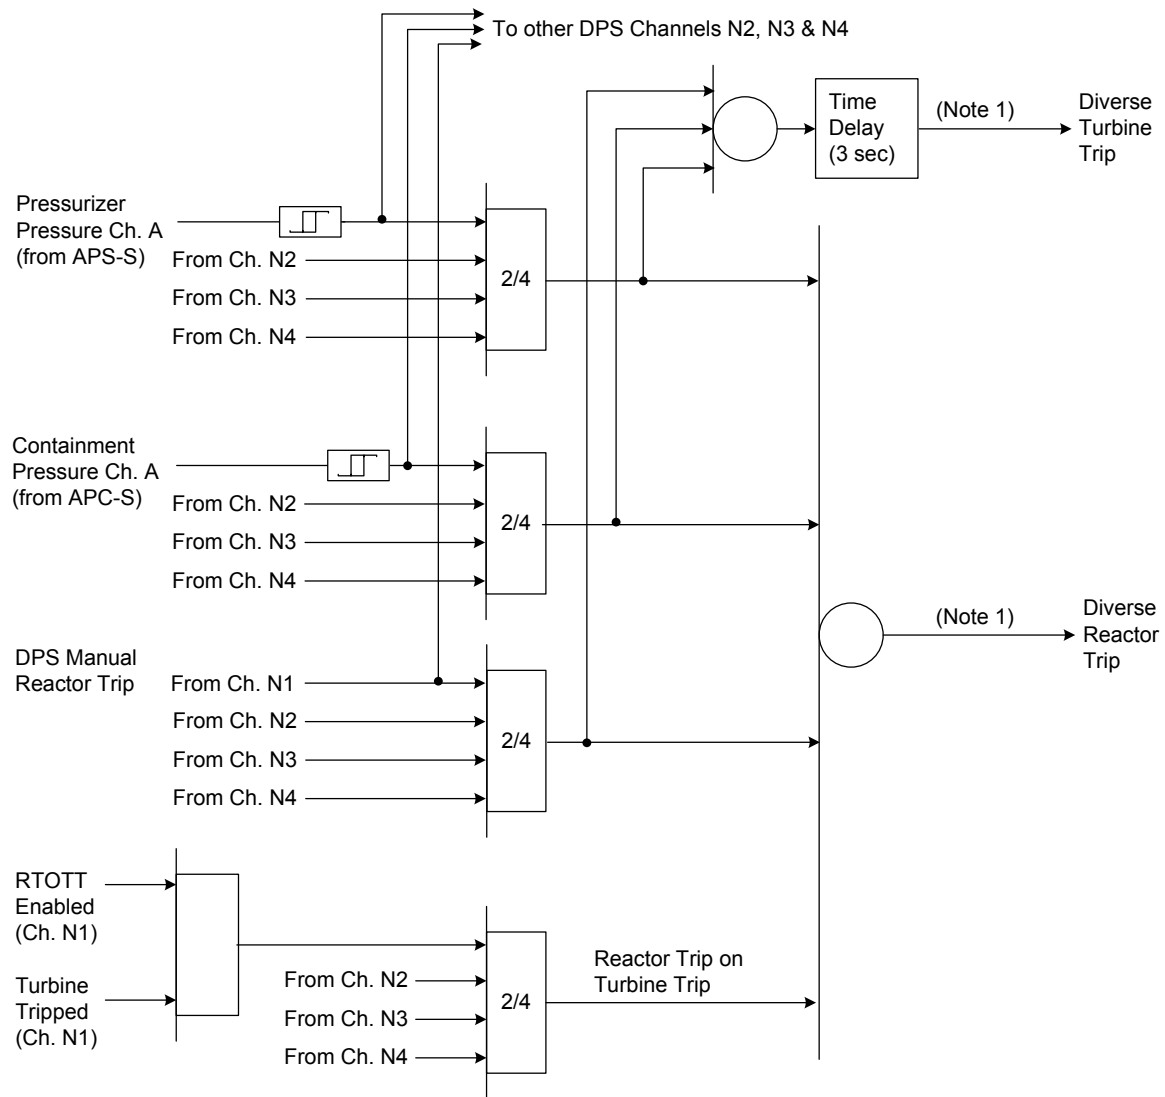 To other DPS Channels N2, N3 & N4
Time
Delay
(3 sec)
(Note 1)
Diverse
Turbine
Trip
Pressurizer
Pressure Ch. A
(from APS-S)
From Ch. N2
From Ch. N3
From Ch. N4
2/4
Containment
Pressure Ch. A
(from APC-S)
From Ch. N2
From Ch. N3
From Ch. N4
2/4
(Note 1)
Diverse
Reactor
Trip
DPS Manual
Reactor Trip
From Ch. N1
From Ch. N2
From Ch. N3
From Ch. N4
2/4
RTOTT
Enabled
(Ch. N1)
Turbine
Tripped
(Ch. N1)
From Ch. N2
From Ch. N3
From Ch. N4
2/4
Reactor Trip on
Turbine Trip